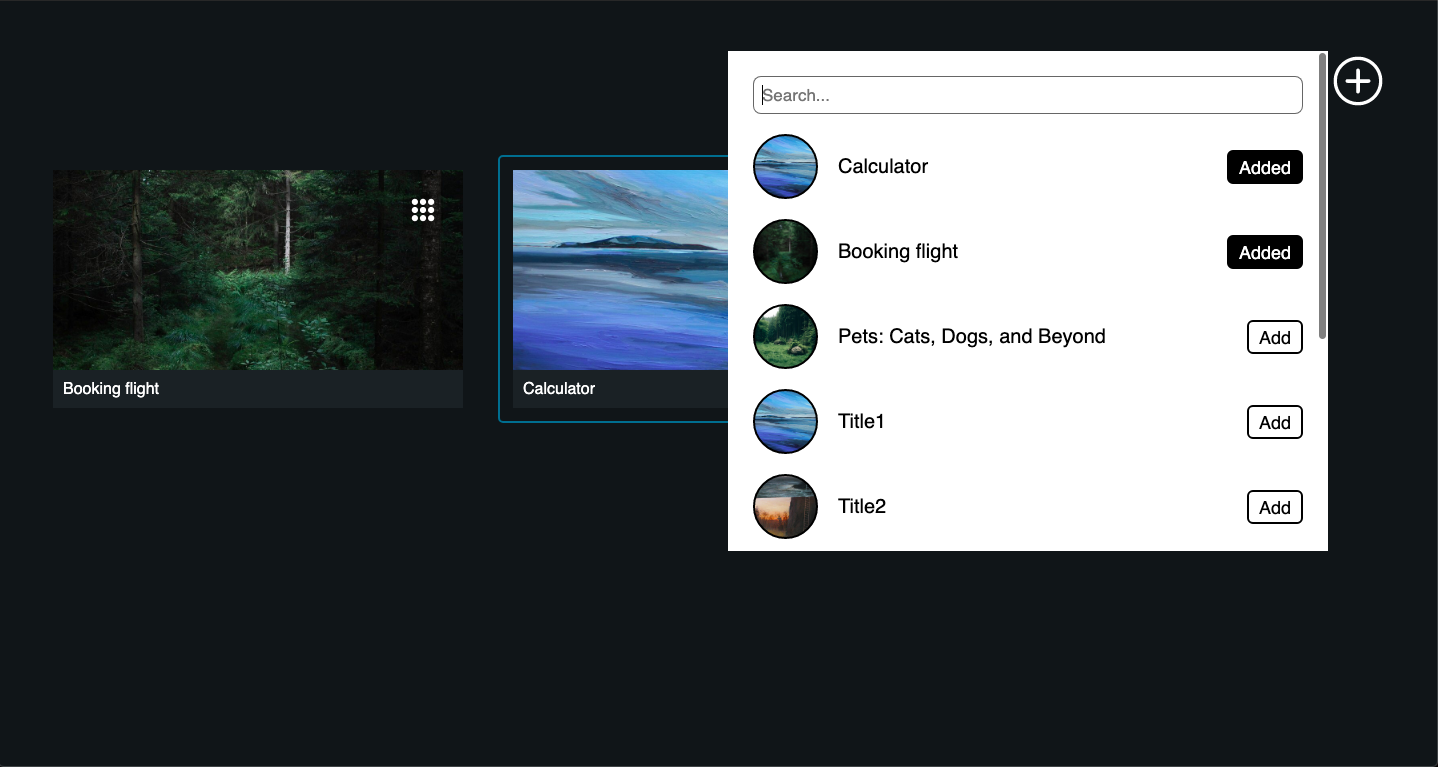 Search...
Calculator
Added
Booking flight
Added
Pets: Cats, Dogs, and Beyond
Add
Title1
Add
Title2
Add
Booking flight
Calculator